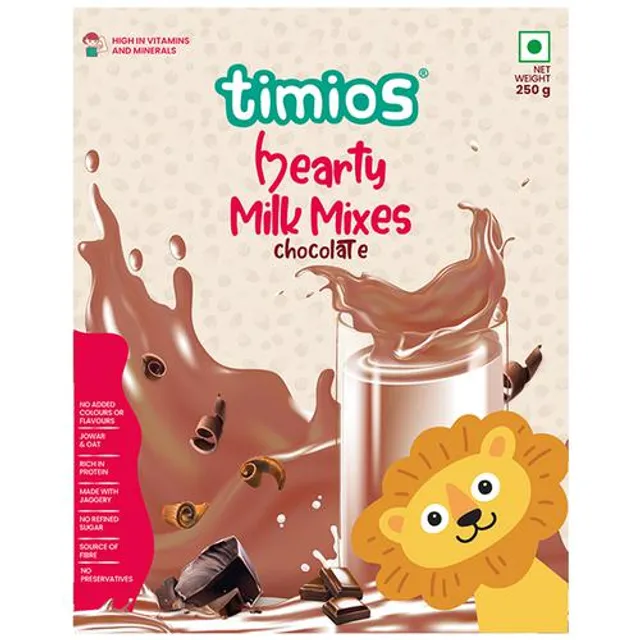 HIGH IN VITAMINS
AND MINERALS
timios®
hearty
Milk Mixes
chocolate
NET
WEIGHT
250 g
NO ADDED
COLOURS OR
FLAVOURS
JOWAR
& OAT
RICH IN
PROTEIN
MADE WITH
JAGGERY
NO REFINED
SUGAR
SOURCE OF
FIBRE
NO
PRESERVATIVES